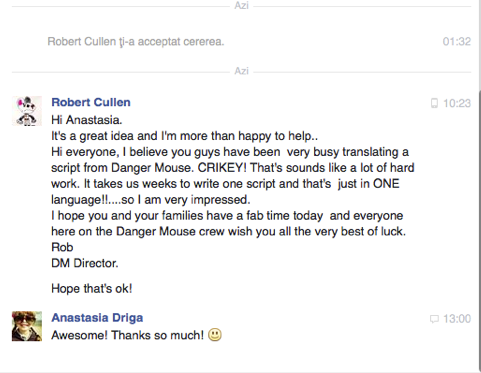 Azi
Robert Cullen ţi-a acceptat cererea. 01:32
Azi
Robert Cullen 10:23
Hi Anastasia.
It's a great idea and I'm more than happy to help..
Hi everyone, I believe you guys have been very busy translating a
script from Danger Mouse. CRIKEY! That's sounds like a lot of hard
work. It takes us weeks to write one script and that's just in ONE
language!!....so I am very impressed.
I hope you and your families have a fab time today and everyone
here on the Danger Mouse crew wish you all the very best of luck.
Rob
DM Director.
Hope that's ok!
Anastasia Driga 13:00
Awesome! Thanks so much!